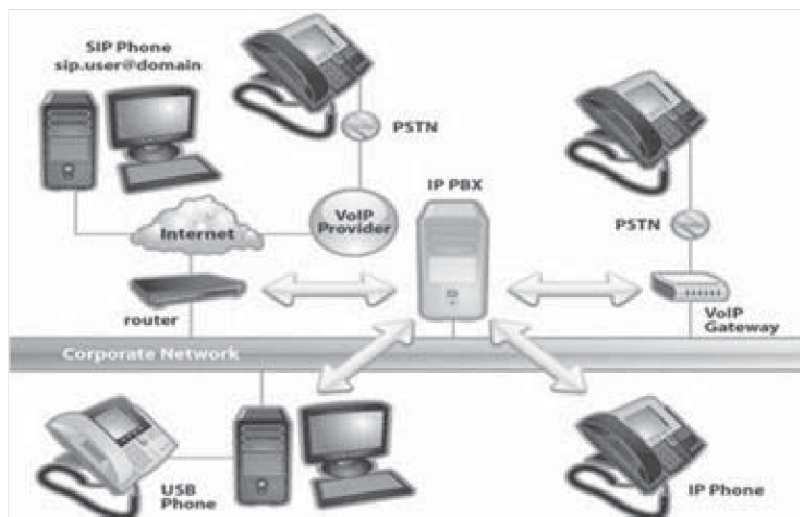 SIP Phone
sip.user@domain
PSTN
IP PBX
VoIP
Provider
Internet
PSTN
router
VoIP
Gateway
Corporate Network
USB
Phone
IP Phone